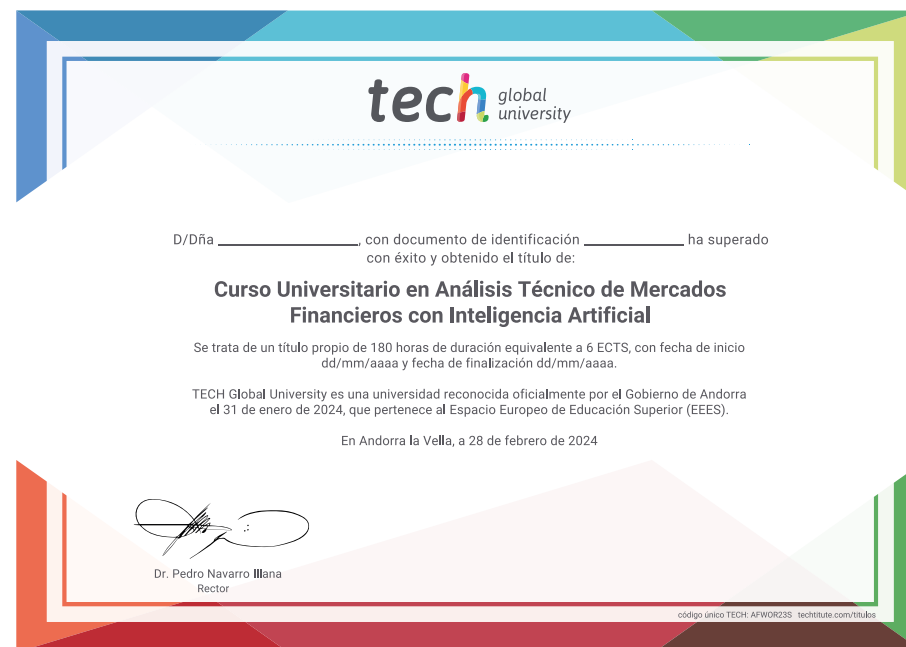 tech global university
D/Dña ____________________, con documento de identificación ______________ ha superado
con éxito y obtenido el título de:
Curso Universitario en Análisis Técnico de Mercados
Financieros con Inteligencia Artificial
Se trata de un título propio de 180 horas de duración equivalente a 6 ECTS, con fecha de inicio
dd/mm/aaaa y fecha de finalización dd/mm/aaaa.
TECH Global University es una universidad reconocida oficialmente por el Gobierno de Andorra
el 31 de enero de 2024, que pertenece al Espacio Europeo de Educación Superior (EEES).
En Andorra la Vella, a 28 de febrero de 2024
Dr. Pedro Navarro Illana
Rector
código único TECH: AFWOR23S techtitute.com/titulos